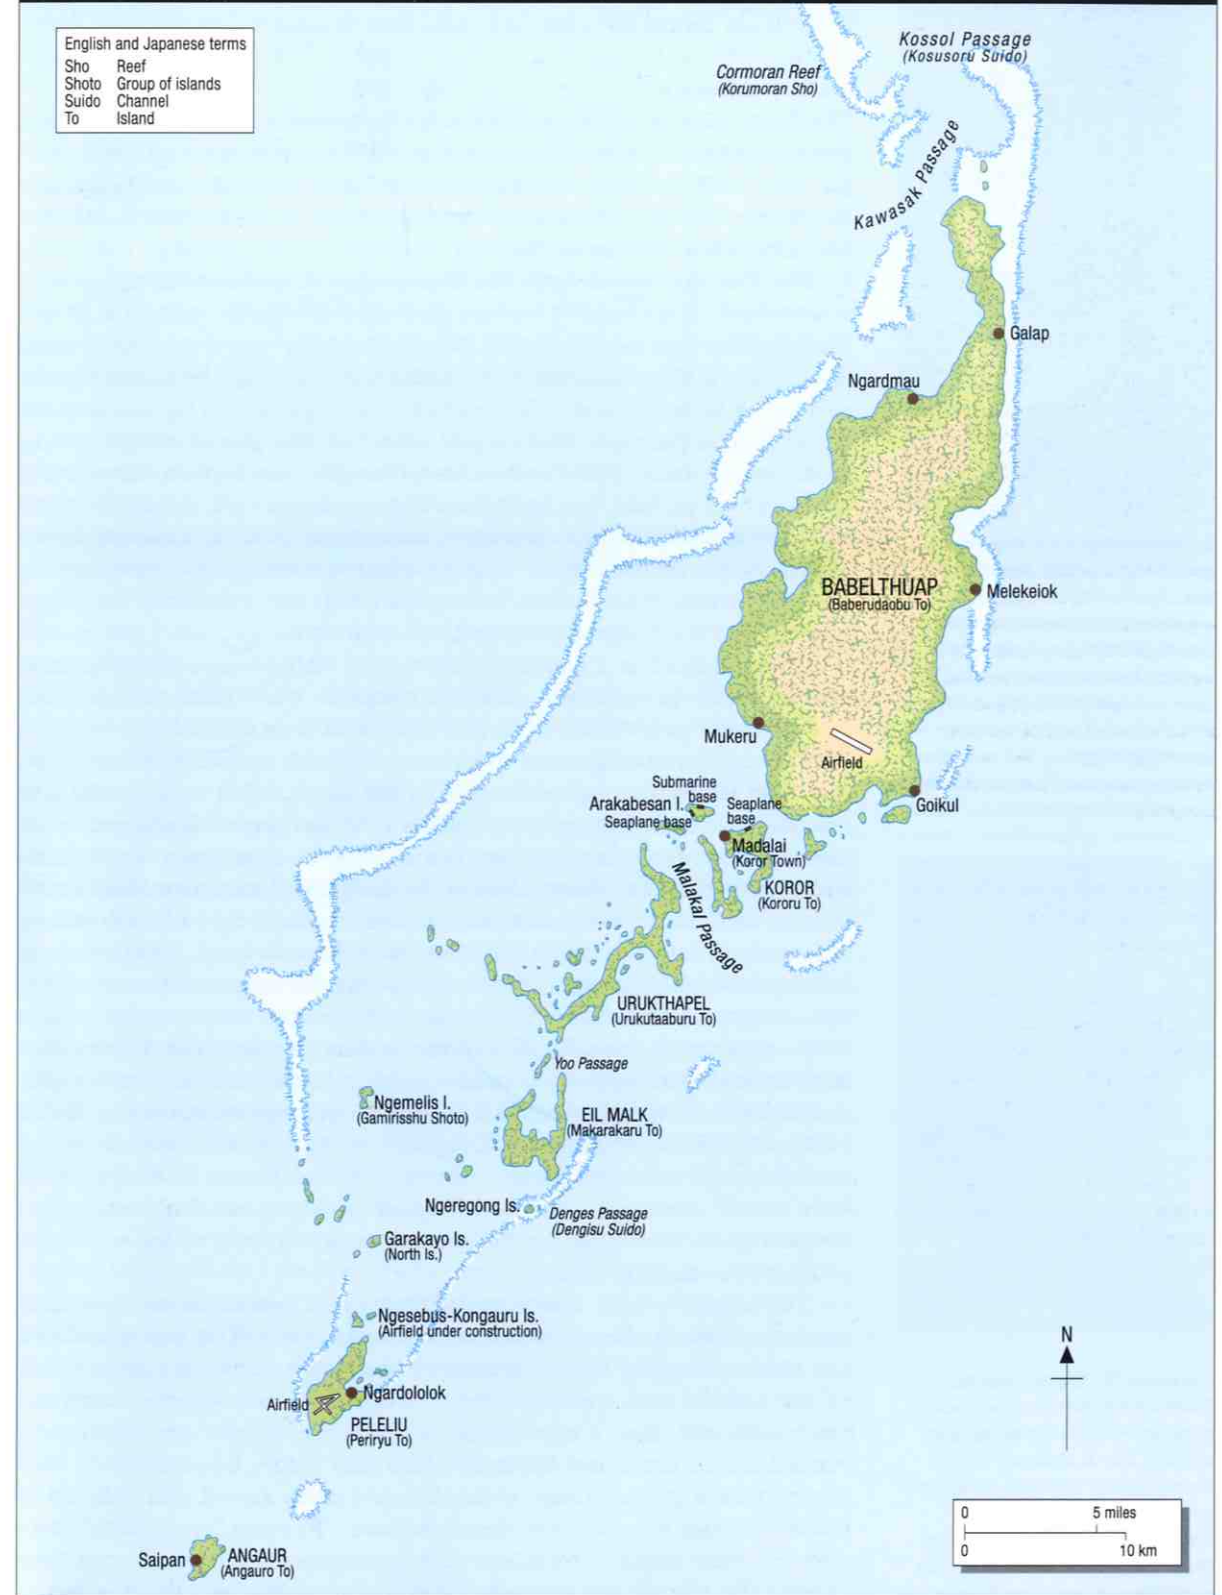 English and Japanese terms
Sho Reef
Shoto Group of islands
Suido Channel
To Island
Kossol Passage
(Kosusoru Suido)
Cormoran Reef
(Korumoran Sho)
Kawasak Passage
Galap
Ngardmau
BABELTHUAP
(Baberudaobu To)
Melekeiok
Mukeru
Airfield
Submarine
base
Arakabesan I.
Seaplane base
Seaplane
base
Goikul
Madalai
(Koror Town)
KOROR
(Kororu To)
Malakal Passage
URUKTHAPEL
(Urukutaaburu To)
Yoo Passage
Ngemelis I.
(Gamirisshu Shoto)
EIL MALK
(Makarakaru To)
Ngeregong Is.
Denges Passage
(Dengisu Suido)
Garakayo Is.
(North Is.)
Ngesebus-Kongauru Is.
(Airfield under construction)
Airfield
Ngardololok
PELELIU
(Periryu To)
N
0 5 miles
0 10 km
Saipan
ANGAUR
(Angauro To)